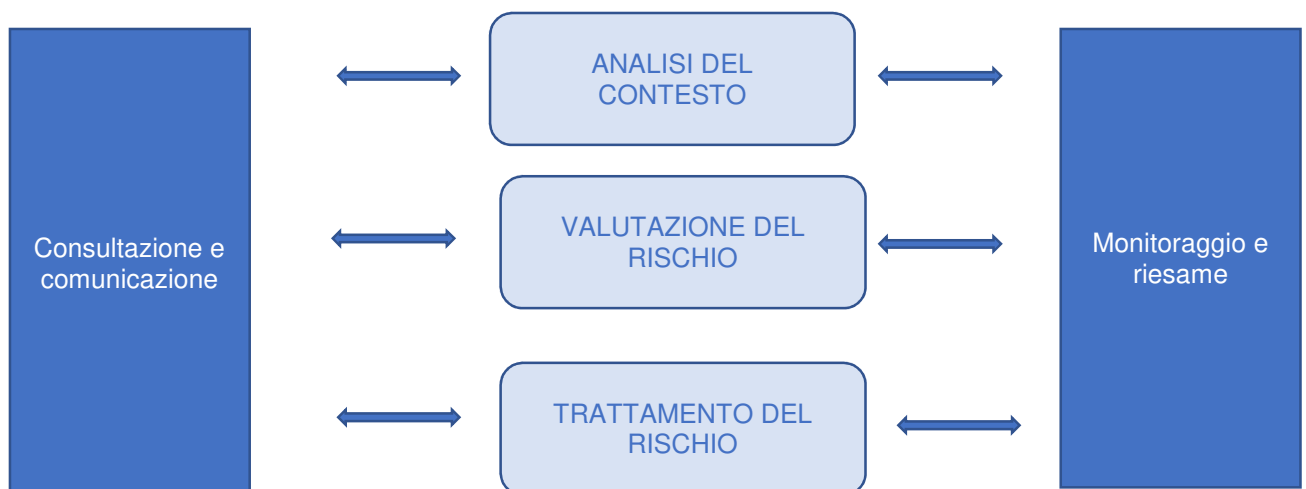 ANALISI DEL
CONTESTO
Consultazione e
comunicazione
VALUTAZIONE DEL
RISCHIO
Monitoraggio e
riesame
TRATTAMENTO DEL
RISCHIO